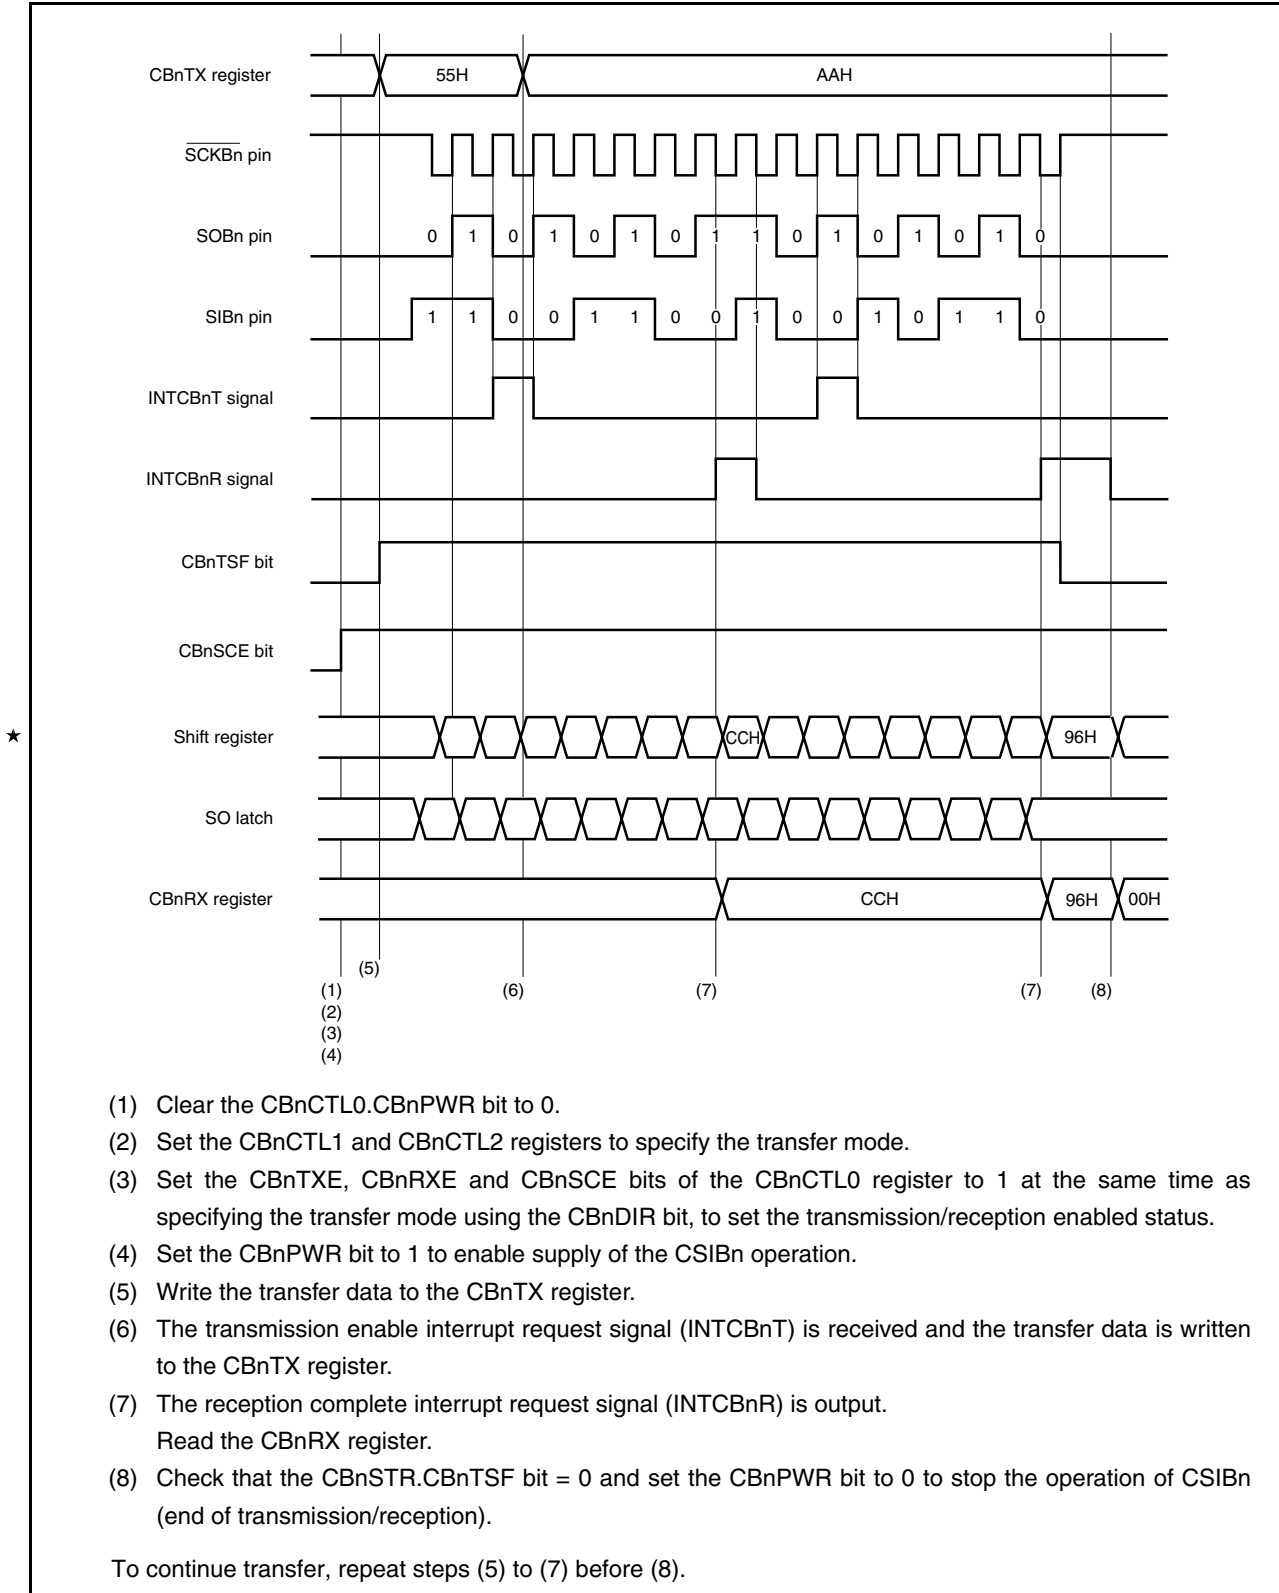 CBnTX register 55H AAH
SCKBn pin
SOBn pin 0 1 0 1 0 1 0 1 1 0 1 0 1 0 1 0
SIBn pin 1 1 0 0 1 1 0 0 1 0 0 1 0 1 1 0
INTCBnT signal
INTCBnR signal
CBnTSF bit
CBnSCE bit
★ Shift register CCH 96H
SO latch
CBnRX register CCH 96H 00H
(5)
(1) (6) (7) (7) (8)
(2)
(3)
(4)
(1) Clear the CBnCTL0.CBnPWR bit to 0.
(2) Set the CBnCTL1 and CBnCTL2 registers to specify the transfer mode.
(3) Set the CBnTXE, CBnRXE and CBnSCE bits of the CBnCTL0 register to 1 at the same time as
specifying the transfer mode using the CBnDIR bit, to set the transmission/reception enabled status.
(4) Set the CBnPWR bit to 1 to enable supply of the CSIBn operation.
(5) Write the transfer data to the CBnTX register.
(6) The transmission enable interrupt request signal (INTCBnT) is received and the transfer data is written
to the CBnTX register.
(7) The reception complete interrupt request signal (INTCBnR) is output.
Read the CBnRX register.
(8) Check that the CBnSTR.CBnTSF bit = 0 and set the CBnPWR bit to 0 to stop the operation of CSIBn
(end of transmission/reception).
To continue transfer, repeat steps (5) to (7) before (8).